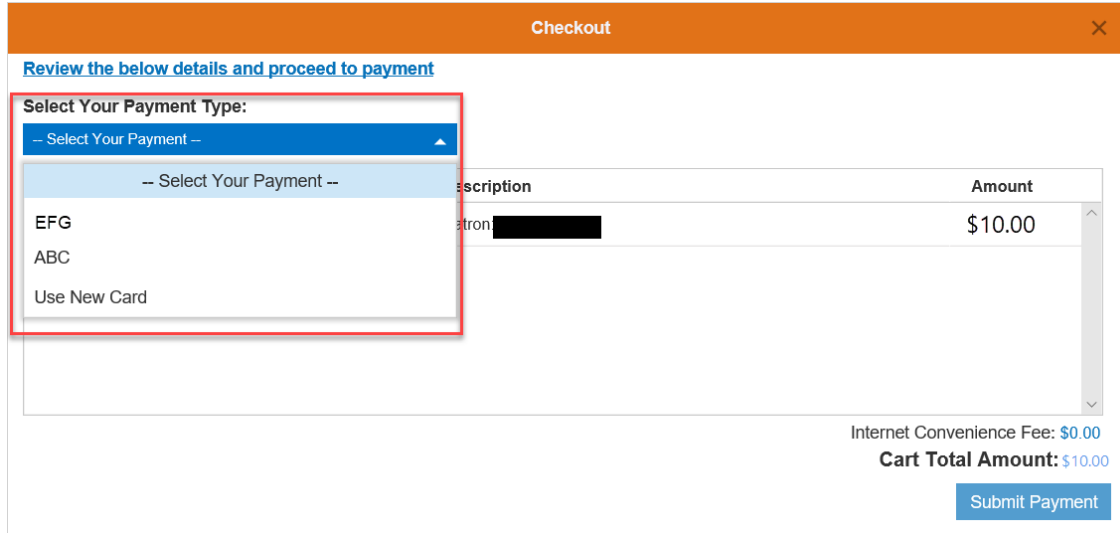 Checkout
Review the below details and proceed to payment
Select Your Payment Type:
-- Select Your Payment --
-- Select Your Payment --
EFG
ABC
Use New Card
escription Amount
atron: $10.00
Internet Convenience Fee: $0.00
Cart Total Amount: $10.00
Submit Payment